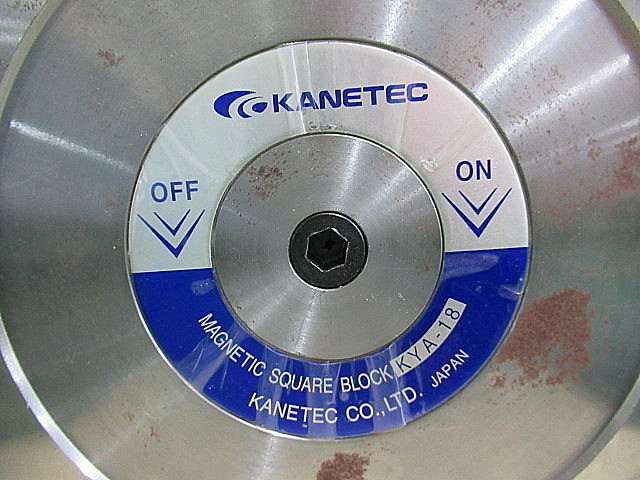 KANETEC
OFF
ON
MAGNETIC SQUARE BLOCK KYA-18
KANETEC CO.,LTD. JAPAN